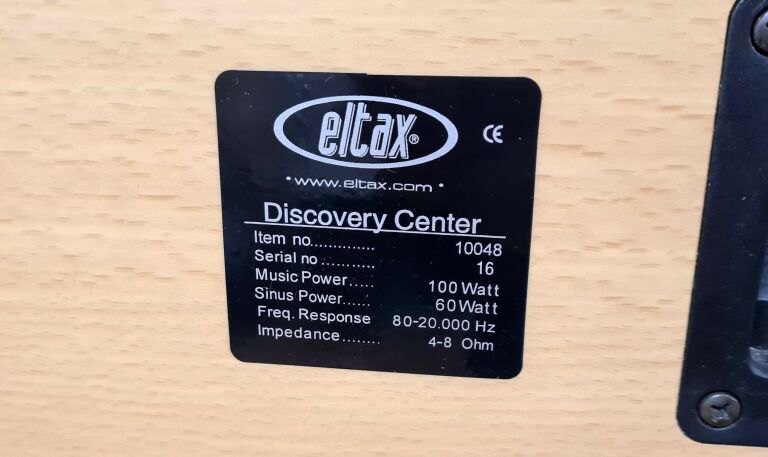 eltax®
CE
• www.eltax.com •
Discovery Center
Item no.............. 10048
Serial no ........... 16
Music Power..... 100 Watt
Sinus Power...... 60 Watt
Freq. Response 80-20.000 Hz
Impedance........ 4-8 Ohm